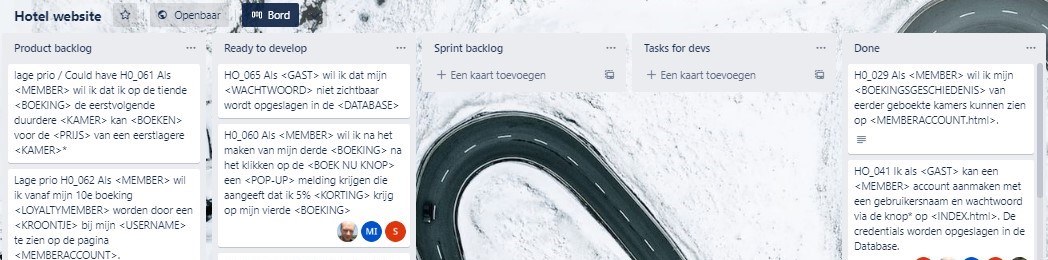 Hotel website
Openbaar
Bord
Product backlog
lage prio / Could have H0_061 Als
<MEMBER> wil ik dat ik op de tiende
<BOEKING> de eerstvolgende
duurdere <KAMER> kan <BOEKEN>
voor de <PRIJS> van een eerstlagere
<KAMER>*
Lage prio H0_062 Als <MEMBER> wil
ik vanaf mijn 10e boeking
<LOYALTYMEMBER> worden door een
<KROONTJE> bij mijn <USERNAME>
te zien op de pagina
<MEMBERACCOUNT>.
Ready to develop
HO_065 Als <GAST> wil ik dat mijn
<WACHTWOORD> niet zichtbaar
wordt opgeslagen in de <DATABASE>
H0_060 Als <MEMBER> wil ik na het
maken van mijn derde <BOEKING> na
het klikken op de <BOEK NU KNOP>
een <POP-UP> melding krijgen die
aangeeft dat ik 5% <KORTING> krijg
op mijn vierde <BOEKING>
MI
S
Sprint backlog
+ Een kaart toevoegen
Tasks for devs
+ Een kaart toevoegen
Done
H0_029 Als <MEMBER> wil ik mijn
<BOEKINGSGESCHIEDENIS> van
eerder geboekte kamers kunnen zien
op <MEMBERACCOUNT.html>.
HO_041 Ik als <GAST> kan een
<MEMBER> account aanmaken met
een gebruikersnaam en wachtwoord
via de knop* op <INDEX.html>. De
credentials worden opgeslagen in de
Database.